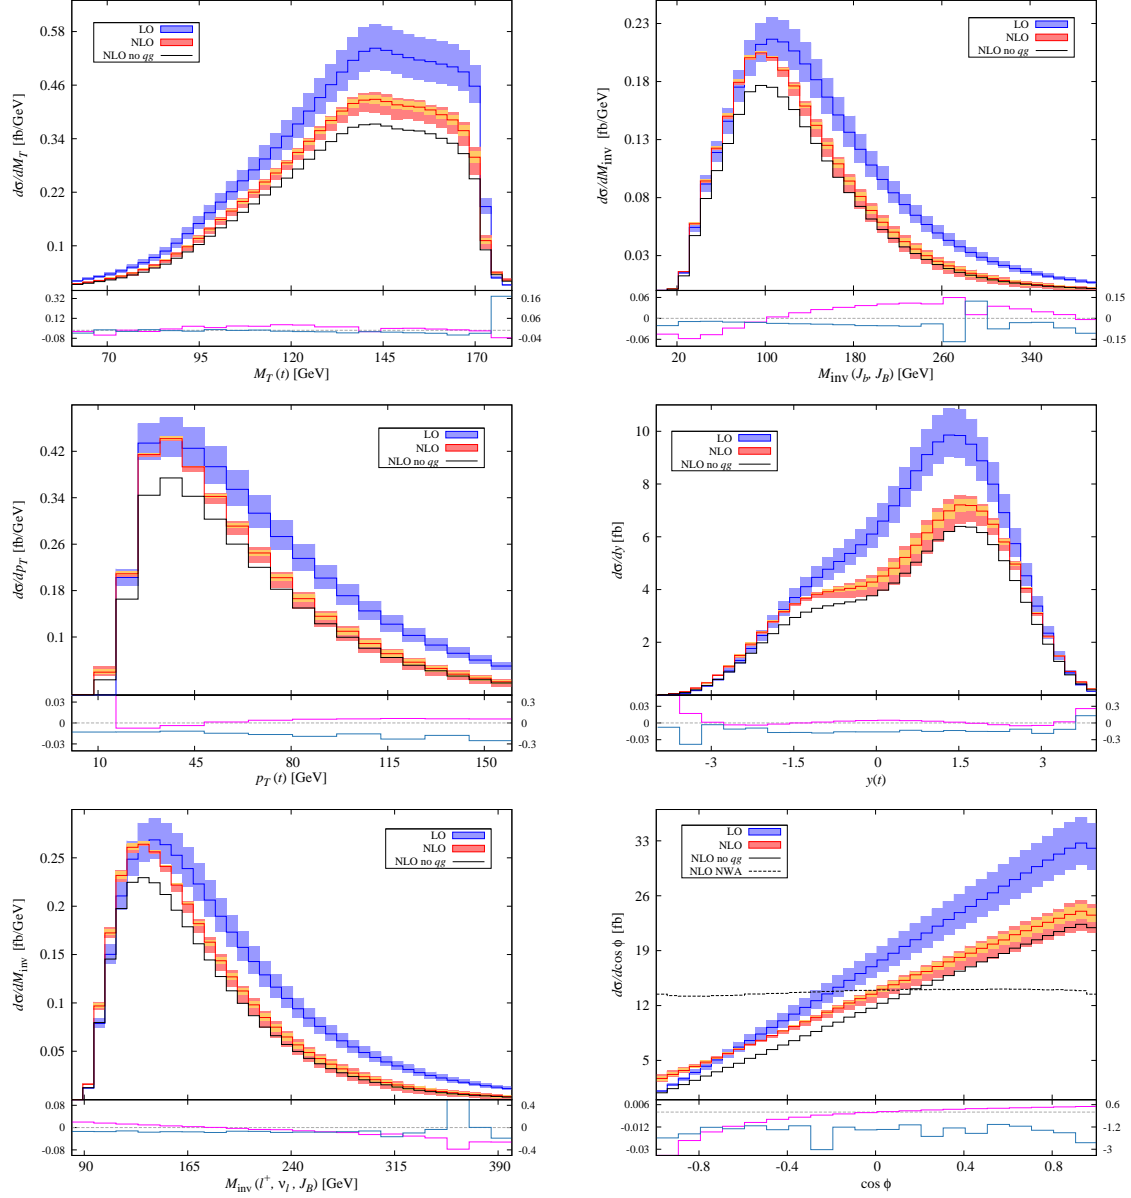 LO
NLO
NLO no qg
dσ/dM_T [fb/GeV]
0.58
0.46
0.34
0.22
0.1
0.32
0.12
-0.08
0.16
0.06
-0.04
70 95 120 145 170
M_T (t) [GeV]
LO
NLO
NLO no qg
dσ/dM_inv [fb/GeV]
0.23
0.18
0.13
0.08
0.03
0.06
0
-0.06
0.15
0
-0.15
20 100 180 260 340
M_inv (J_b, J_B) [GeV]
LO
NLO
NLO no qg
dσ/dp_T [fb/GeV]
0.42
0.34
0.26
0.18
0.1
0.03
0
-0.03
0.3
0
-0.3
10 45 80 115 150
p_T (t) [GeV]
LO
NLO
NLO no qg
dσ/dy [fb]
10
8
6
4
2
0.03
0
-0.03
0.3
0
-0.3
-3 -1.5 0 1.5 3
y(t)
LO
NLO
NLO no qg
dσ/dM_inv [fb/GeV]
0.25
0.2
0.15
0.1
0.05
0.08
0
-0.08
0.4
0
-0.4
90 165 240 315 390
M_inv (l⁺, ν_l, J_B) [GeV]
LO
NLO
NLO no qg
NLO NWA
dσ/dcos ϕ [fb]
33
26
19
12
5
0.006
-0.012
-0.03
0.6
-1.2
-3
-0.8 -0.4 0 0.4 0.8
cos ϕ